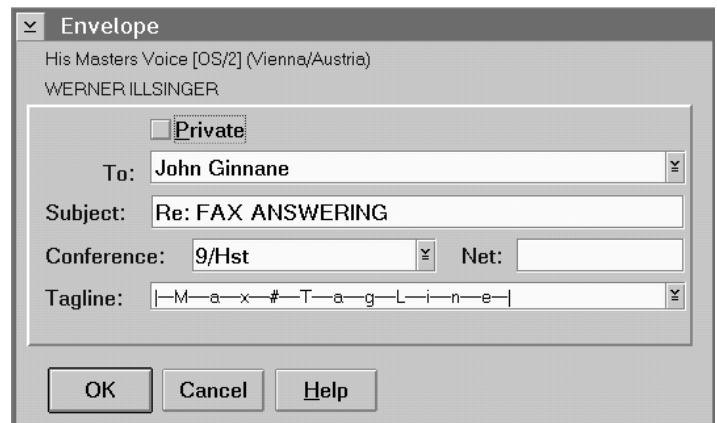 Envelope
His Masters Voice [OS/2] (Vienna/Austria)
WERNER ILLSINGER
Private
To: John Ginnane
Subject: Re: FAX ANSWERING
Conference: 9/Hst Net:
Tagline: |—M—a—x—#—T—a—g—L—i—n—e—|
OK Cancel Help